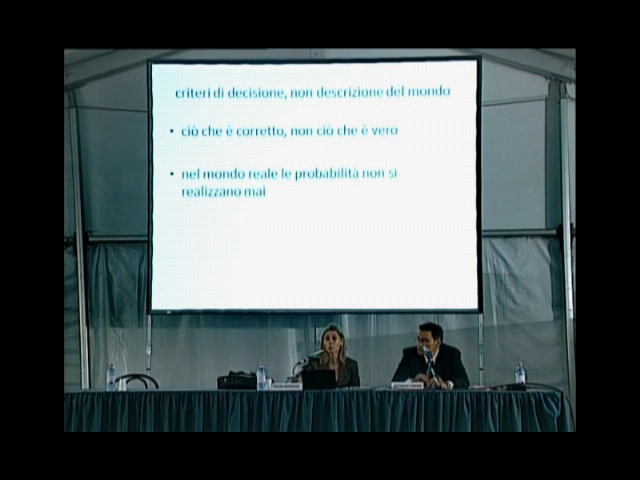 criteri di decisione, non descrizione del mondo
• ciò che è corretto, non ciò che è vero
• nel mondo reale le probabilità non si
realizzano mai